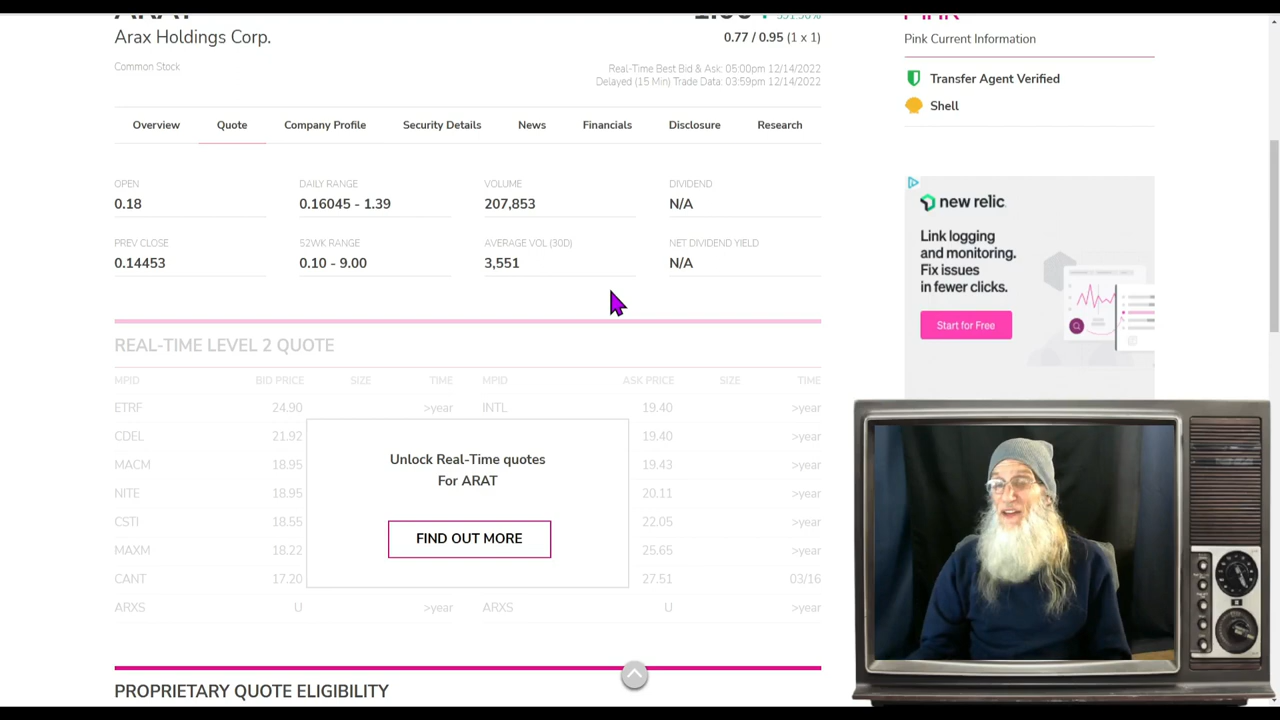 Arax Holdings Corp.
0.77 / 0.95 (1 x 1)
Common Stock
Real-Time Best Bid & Ask: 05:00pm 12/14/2022
Delayed (15 Min) Trade Data: 03:59pm 12/14/2022
Overview Quote Company Profile Security Details News Financials Disclosure Research
OPEN DAILY RANGE VOLUME DIVIDEND
0.18 0.16045 - 1.39 207,853 N/A
PREV CLOSE 52WK RANGE AVERAGE VOL (30D) NET DIVIDEND YIELD
0.14453 0.10 - 9.00 3,551 N/A
REAL-TIME LEVEL 2 QUOTE
MPID BID PRICE SIZE TIME MPID ASK PRICE SIZE TIME
ETRF 24.90 >year INTL 19.40 >year
CDEL 21.92 19.40 >year
MACM 18.95 19.43 >year
NITE 18.95 20.11 >year
CSTI 18.55 22.05 >year
MAXM 18.22 25.65 >year
CANT 17.20 27.51 03/16
ARXS U >year ARXS U >year
Unlock Real-Time quotes
For ARAT
FIND OUT MORE
PROPRIETARY QUOTE ELIGIBILITY
Pink Current Information
Transfer Agent Verified
Shell
new relic
Link logging
and monitoring.
Fix issues
in fewer clicks.
Start for Free